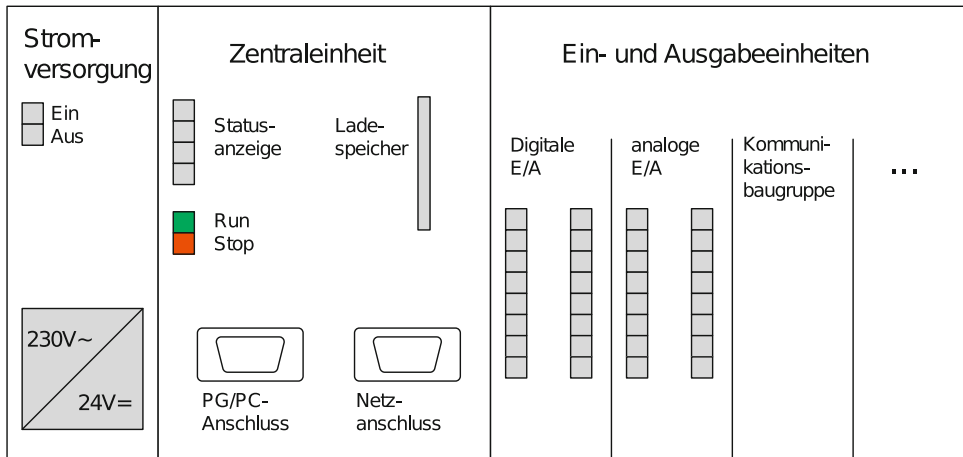 Strom-
versorgung
Ein
Aus
230V~
24V=
Zentraleinheit
Status-
anzeige
Lade-
speicher
Run
Stop
PG/PC-
Anschluss
Netz-
anschluss
Ein- und Ausgabeeinheiten
Digitale
E/A
analoge
E/A
Kommuni-
kations-
baugruppe
...